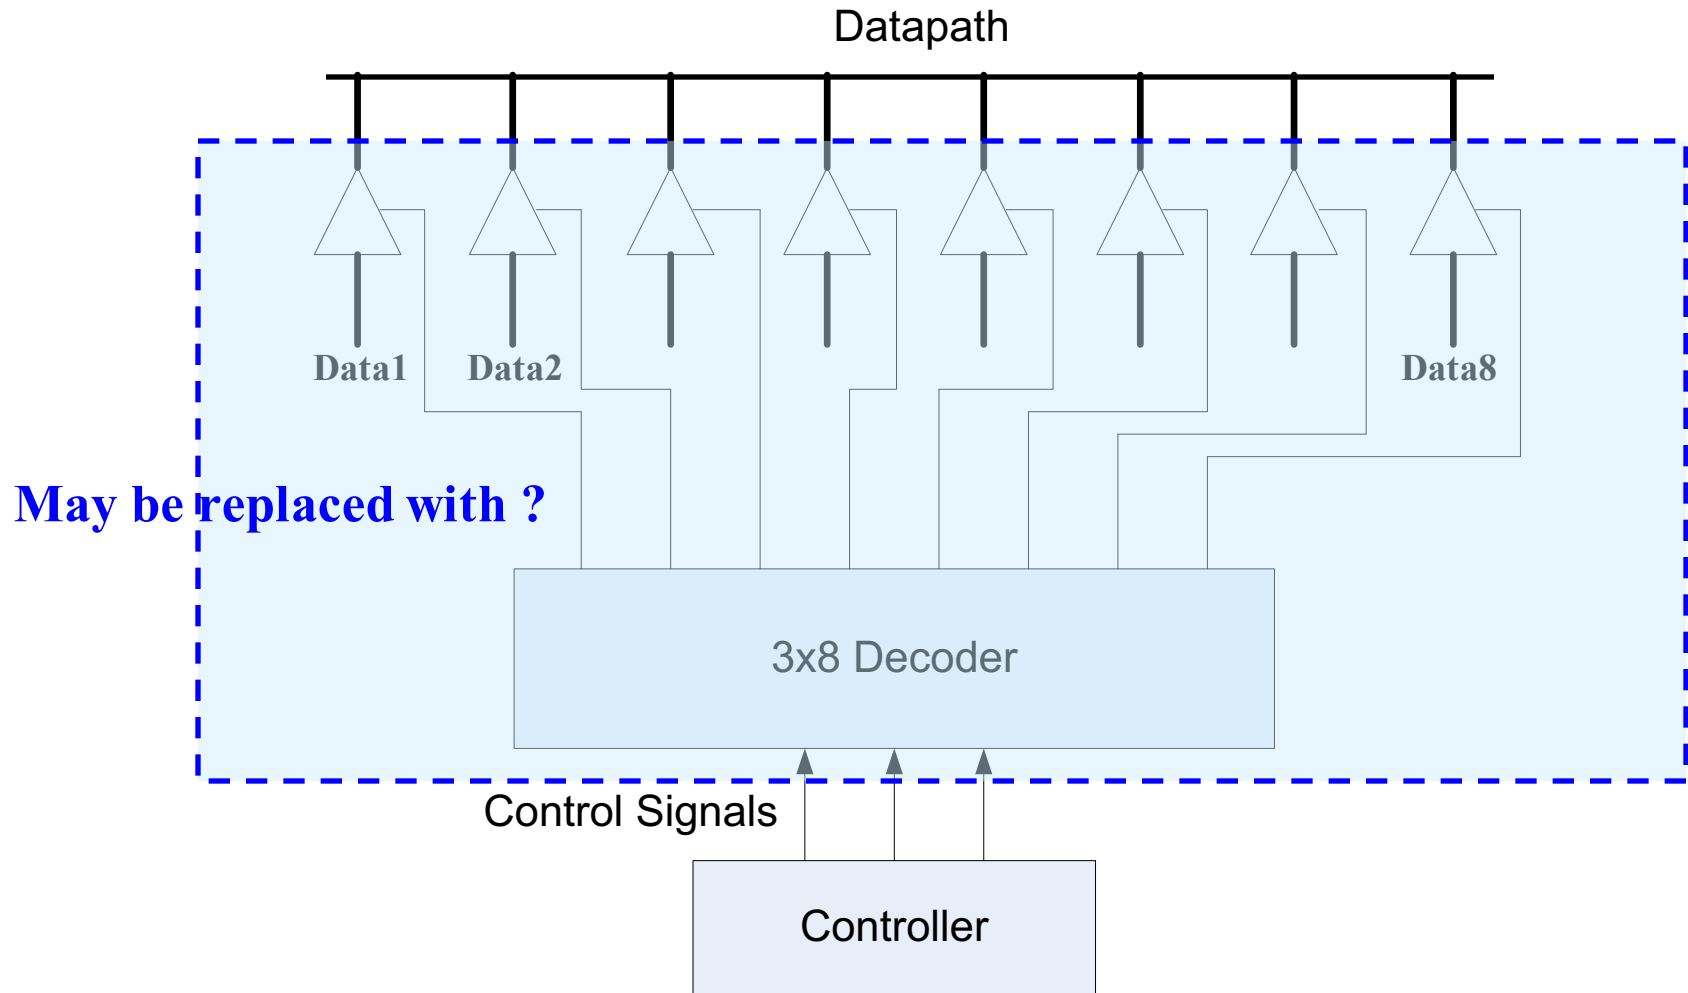 Datapath
Data1 Data2 Data8
May be replaced with ?
3x8 Decoder
Control Signals
Controller